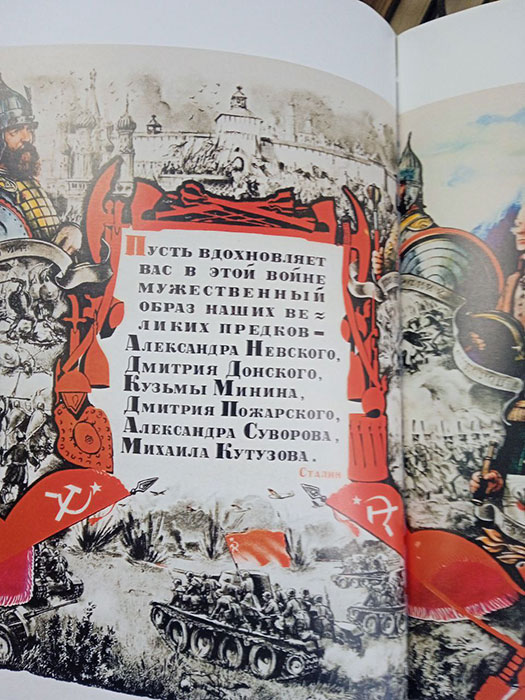 Пусть вдохновляет
вас в этой войне
мужественный
образ наших ве-
ликих предков –
Александра Невского,
Дмитрия Донского,
Кузьмы Минина,
Дмитрия Пожарского,
Александра Суворова,
Михаила Кутузова.
Сталин